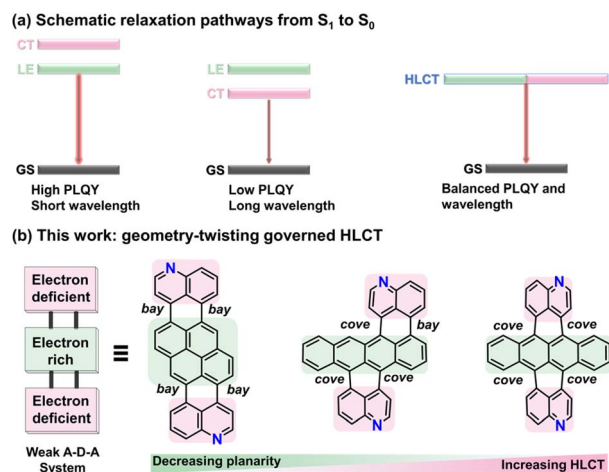 (a) Schematic relaxation pathways from S₁ to S₀
CT
LE
GS
High PLQY
Short wavelength
LE
CT
GS
Low PLQY
Long wavelength
HLCT
GS
Balanced PLQY and
wavelength
(b) This work: geometry-twisting governed HLCT
Electron
deficient
Electron
rich
Electron
deficient
Weak A-D-A
System
≡
N
bay
bay
bay
bay
N
N
cove
bay
cove
cove
N
N
cove
cove
cove
cove
N
Decreasing planarity
Increasing HLCT